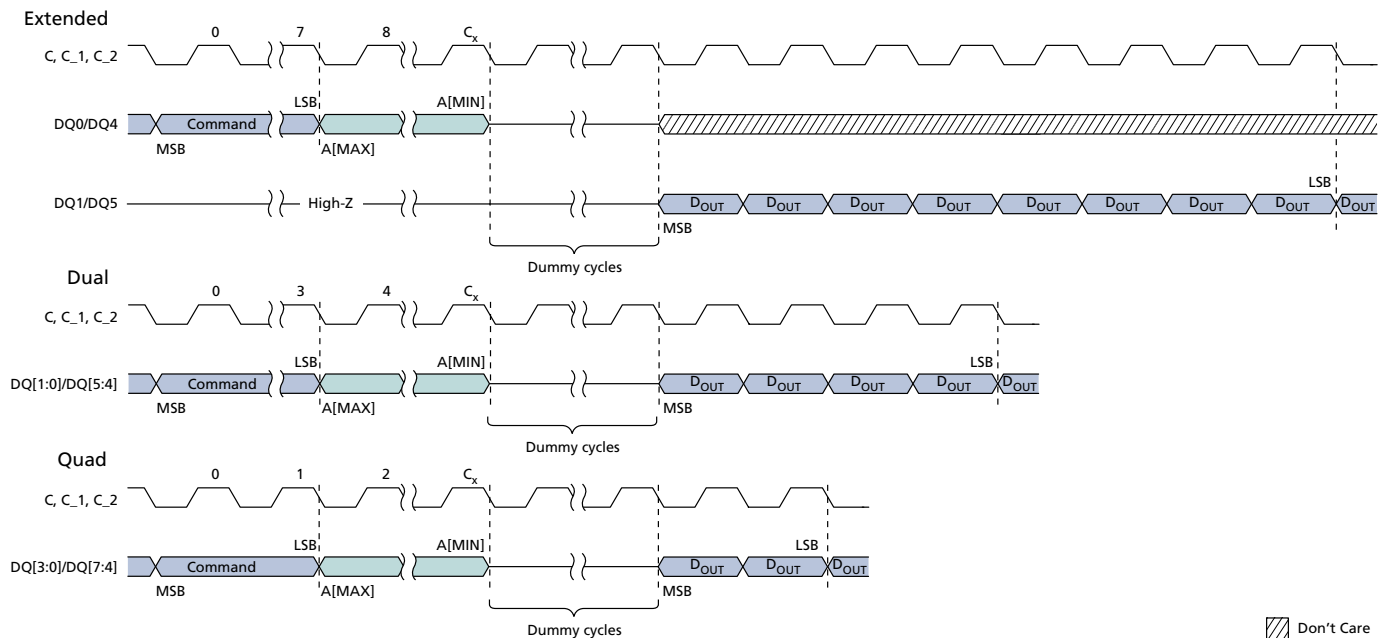 Extended
0 7 8 Cx
C, C_1, C_2
LSB A[MIN]
DQ0/DQ4 Command
MSB A[MAX]
LSB
DQ1/DQ5 High-Z DOUT DOUT DOUT DOUT DOUT DOUT DOUT DOUT DOUT
MSB
Dummy cycles
Dual
0 3 4 Cx
C, C_1, C_2
LSB A[MIN] LSB
DQ[1:0]/DQ[5:4] Command DOUT DOUT DOUT DOUT DOUT
MSB A[MAX] MSB
Dummy cycles
Quad
0 1 2 Cx
C, C_1, C_2
LSB A[MIN] LSB
DQ[3:0]/DQ[7:4] Command DOUT DOUT DOUT
MSB A[MAX] MSB
Dummy cycles
Don't Care